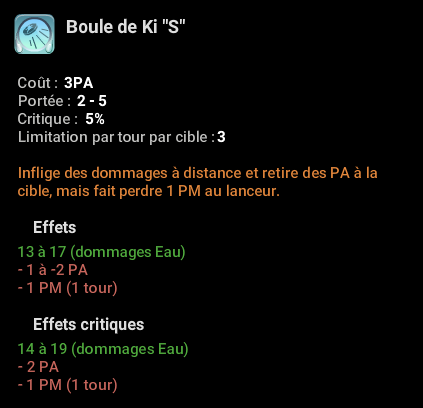 Boule de Ki "S"
Coût : 3PA
Portée : 2 - 5
Critique : 5%
Limitation par tour par cible : 3
Inflige des dommages à distance et retire des PA à la
cible, mais fait perdre 1 PM au lanceur.
Effets
13 à 17 (dommages Eau)
- 1 à -2 PA
- 1 PM (1 tour)
Effets critiques
14 à 19 (dommages Eau)
- 2 PA
- 1 PM (1 tour)